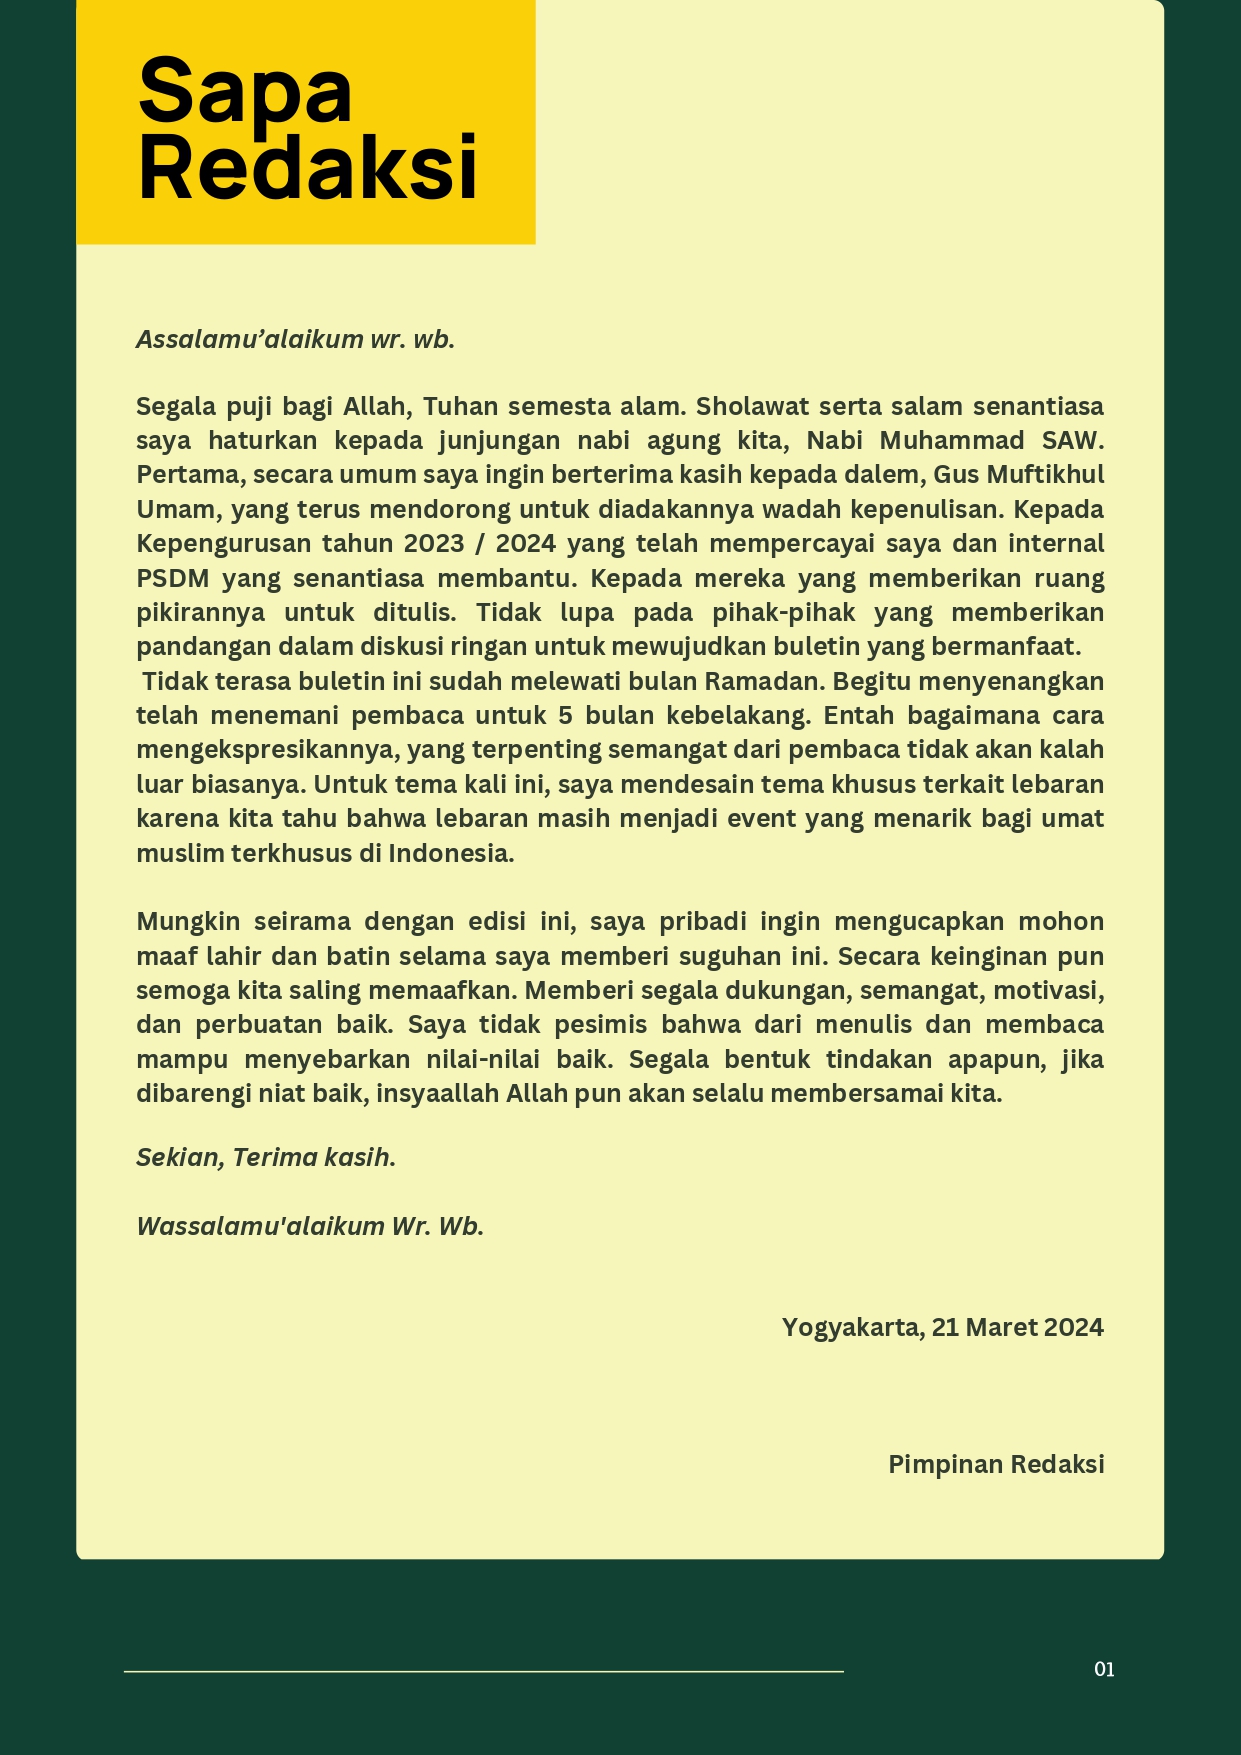 Sapa
Redaksi
Assalamu’alaikum wr. wb.
Segala puji bagi Allah, Tuhan semesta alam. Sholawat serta salam senantiasa
saya haturkan kepada junjungan nabi agung kita, Nabi Muhammad SAW.
Pertama, secara umum saya ingin berterima kasih kepada dalem, Gus Muftikhul
Umam, yang terus mendorong untuk diadakannya wadah kepenulisan. Kepada
Kepengurusan tahun 2023 / 2024 yang telah mempercayai saya dan internal
PSDM yang senantiasa membantu. Kepada mereka yang memberikan ruang
pikirannya untuk ditulis. Tidak lupa pada pihak-pihak yang memberikan
pandangan dalam diskusi ringan untuk mewujudkan buletin yang bermanfaat.
Tidak terasa buletin ini sudah melewati bulan Ramadan. Begitu menyenangkan
telah menemani pembaca untuk 5 bulan kebelakang. Entah bagaimana cara
mengekspresikannya, yang terpenting semangat dari pembaca tidak akan kalah
luar biasanya. Untuk tema kali ini, saya mendesain tema khusus terkait lebaran
karena kita tahu bahwa lebaran masih menjadi event yang menarik bagi umat
muslim terkhusus di Indonesia.
Mungkin seirama dengan edisi ini, saya pribadi ingin mengucapkan mohon
maaf lahir dan batin selama saya memberi suguhan ini. Secara keinginan pun
semoga kita saling memaafkan. Memberi segala dukungan, semangat, motivasi,
dan perbuatan baik. Saya tidak pesimis bahwa dari menulis dan membaca
mampu menyebarkan nilai-nilai baik. Segala bentuk tindakan apapun, jika
dibarengi niat baik, insyaallah Allah pun akan selalu membersamai kita.
Sekian, Terima kasih.
Wassalamu'alaikum Wr. Wb.
Yogyakarta, 21 Maret 2024
Pimpinan Redaksi
01